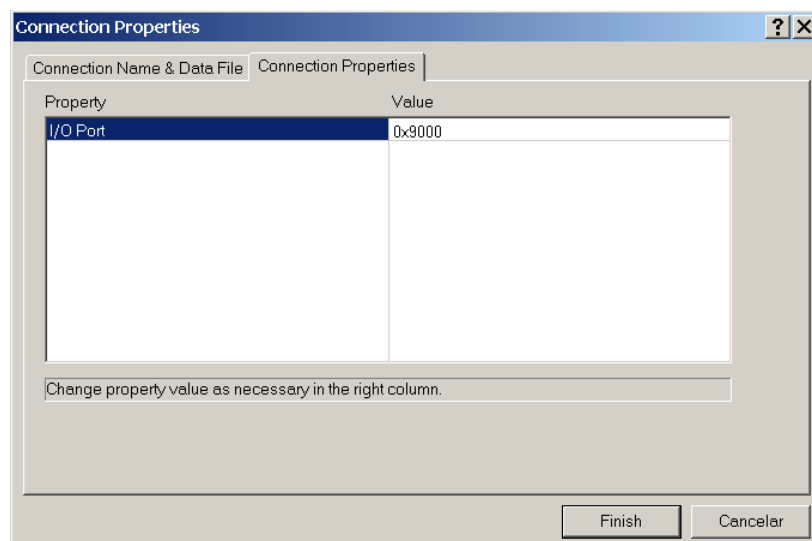 Connection Properties
Connection Name & Data File Connection Properties
Property Value
I/O Port 0x9000
Change property value as necessary in the right column.
Finish Cancelar